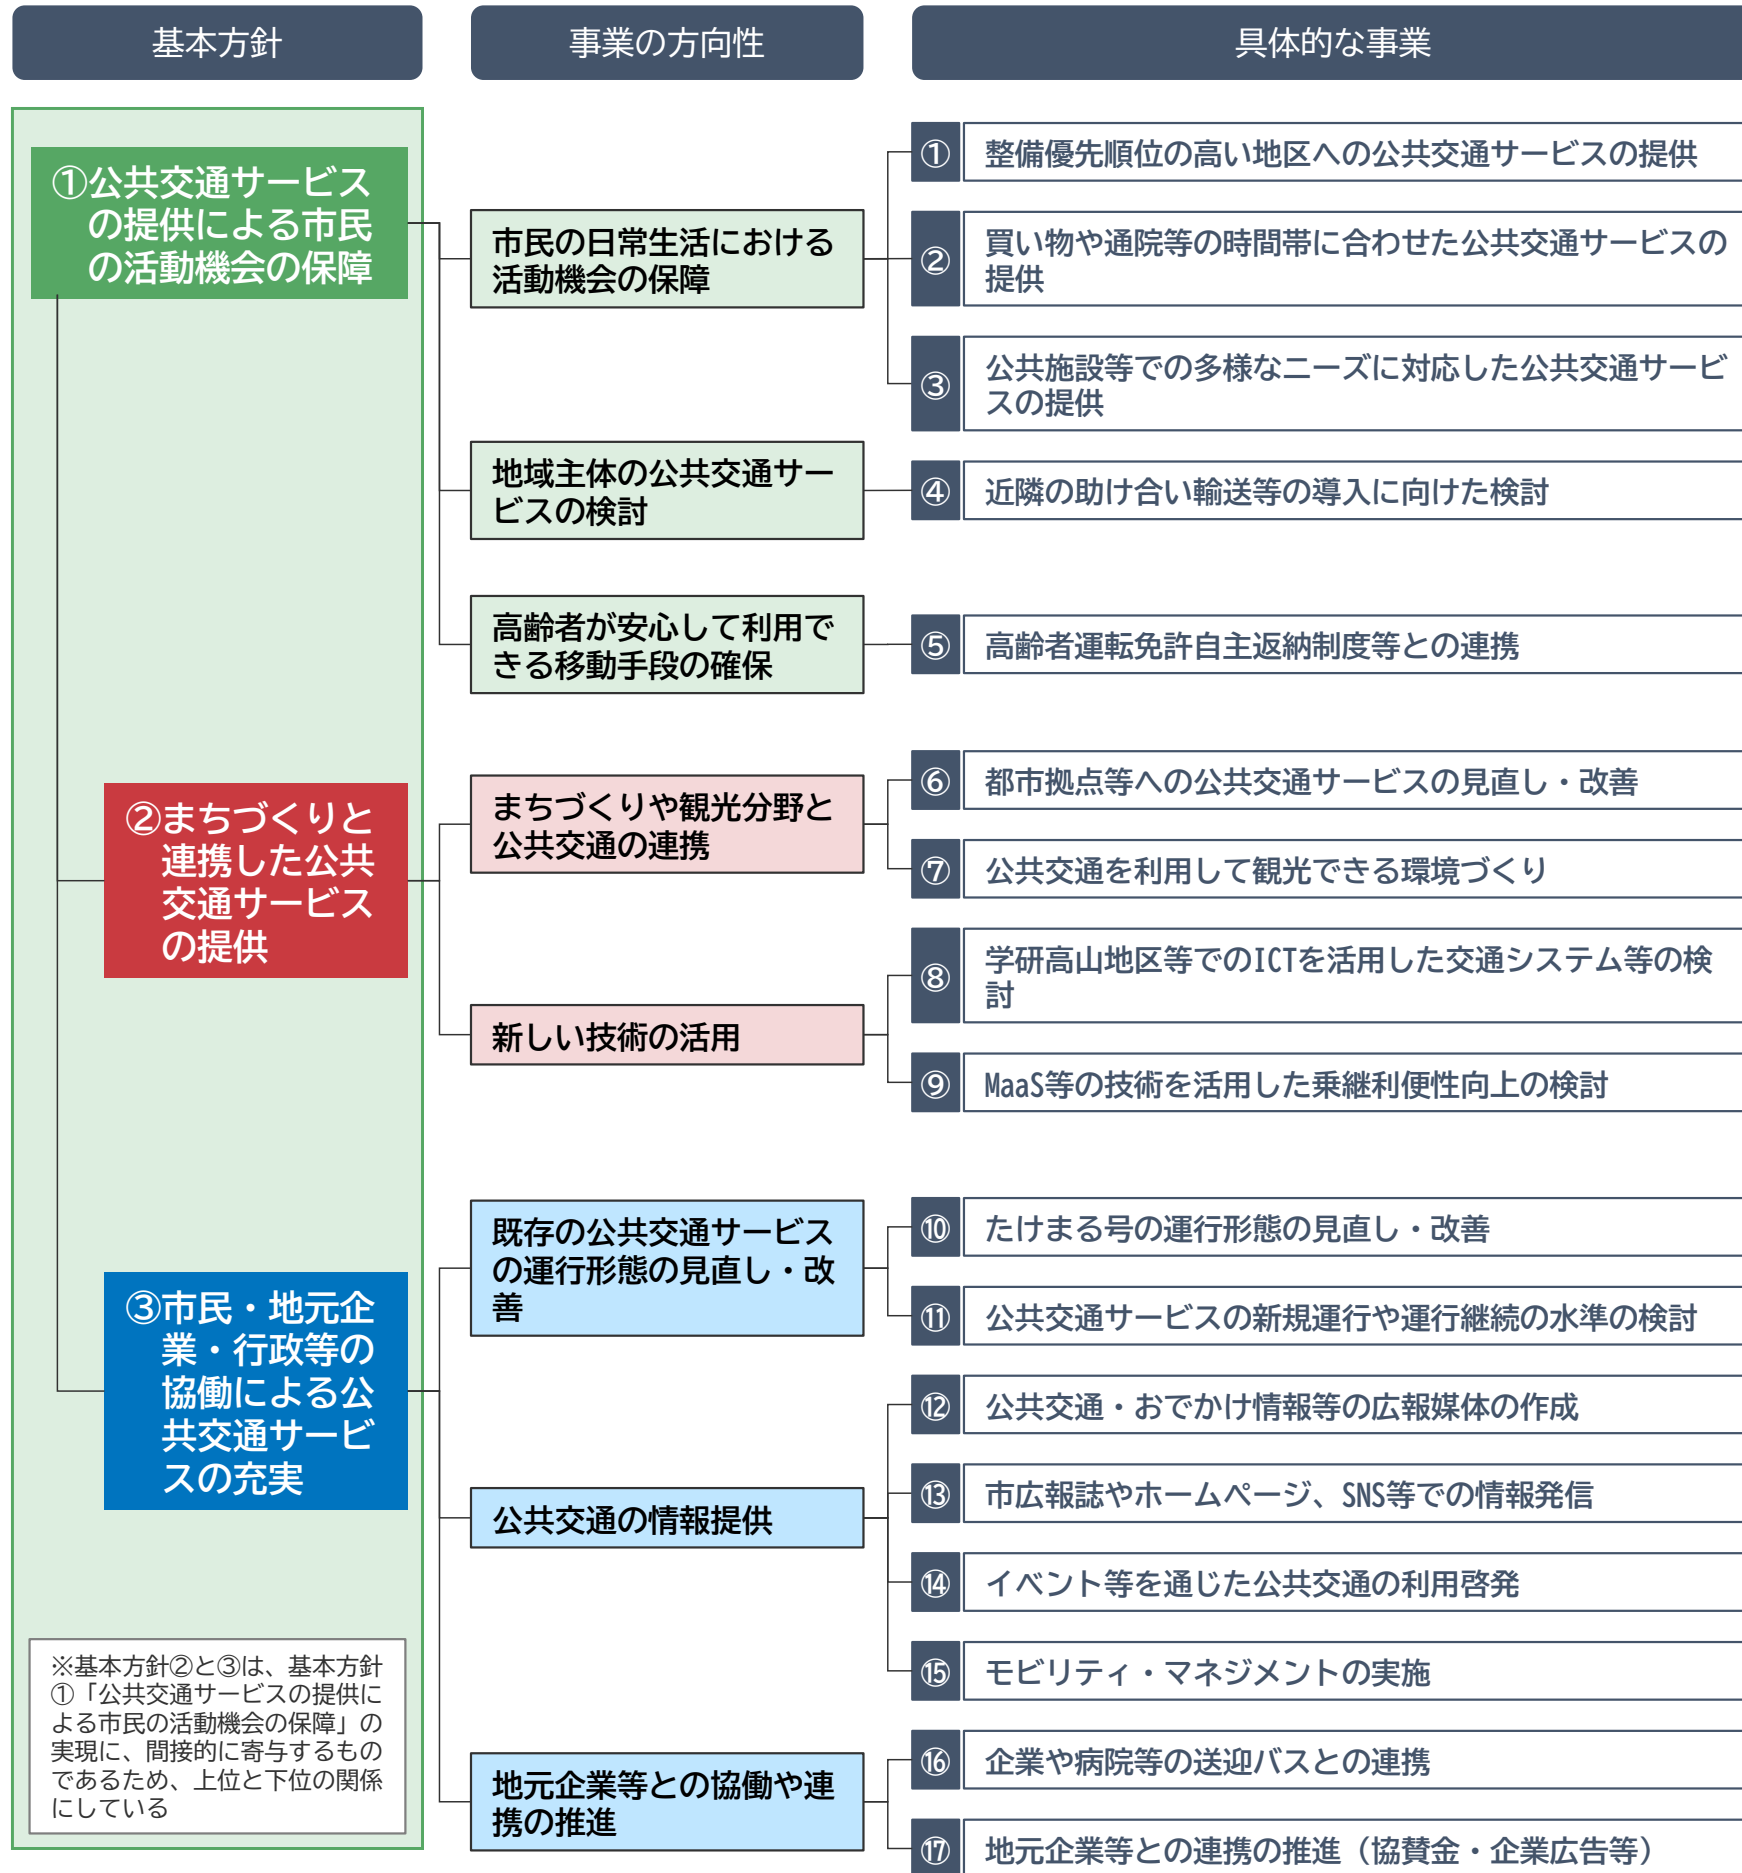 基本方針
事業の方向性
具体的な事業
①公共交通サービス
の提供による市民
の活動機会の保障
市民の日常生活における
活動機会の保障
① 整備優先順位の高い地区への公共交通サービスの提供
② 買い物や通院等の時間帯に合わせた公共交通サービスの
提供
③ 公共施設等での多様なニーズに対応した公共交通サービ
スの提供
地域主体の公共交通サー
ビスの検討
④ 近隣の助け合い輸送等の導入に向けた検討
高齢者が安心して利用で
きる移動手段の確保
⑤ 高齢者運転免許自主返納制度等との連携
②まちづくりと
連携した公共
交通サービス
の提供
まちづくりや観光分野と
公共交通の連携
⑥ 都市拠点等への公共交通サービスの見直し・改善
⑦ 公共交通を利用して観光できる環境づくり
新しい技術の活用
⑧ 学研高山地区等でのICTを活用した交通システム等の検
討
⑨ MaaS等の技術を活用した乗継利便性向上の検討
③市民・地元企
業・行政等の
協働による公
共交通サービ
スの充実
既存の公共交通サービス
の運行形態の見直し・改
善
⑩ たけまる号の運行形態の見直し・改善
⑪ 公共交通サービスの新規運行や運行継続の水準の検討
公共交通の情報提供
⑫ 公共交通・おでかけ情報等の広報媒体の作成
⑬ 市広報誌やホームページ、SNS等での情報発信
⑭ イベント等を通じた公共交通の利用啓発
⑮ モビリティ・マネジメントの実施
地元企業等との協働や連
携の推進
⑯ 企業や病院等の送迎バスとの連携
⑰ 地元企業等との連携の推進（協賛金・企業広告等）
※基本方針②と③は、基本方針
①「公共交通サービスの提供に
よる市民の活動機会の保障」の
実現に、間接的に寄与するもの
であるため、上位と下位の関係
にしている